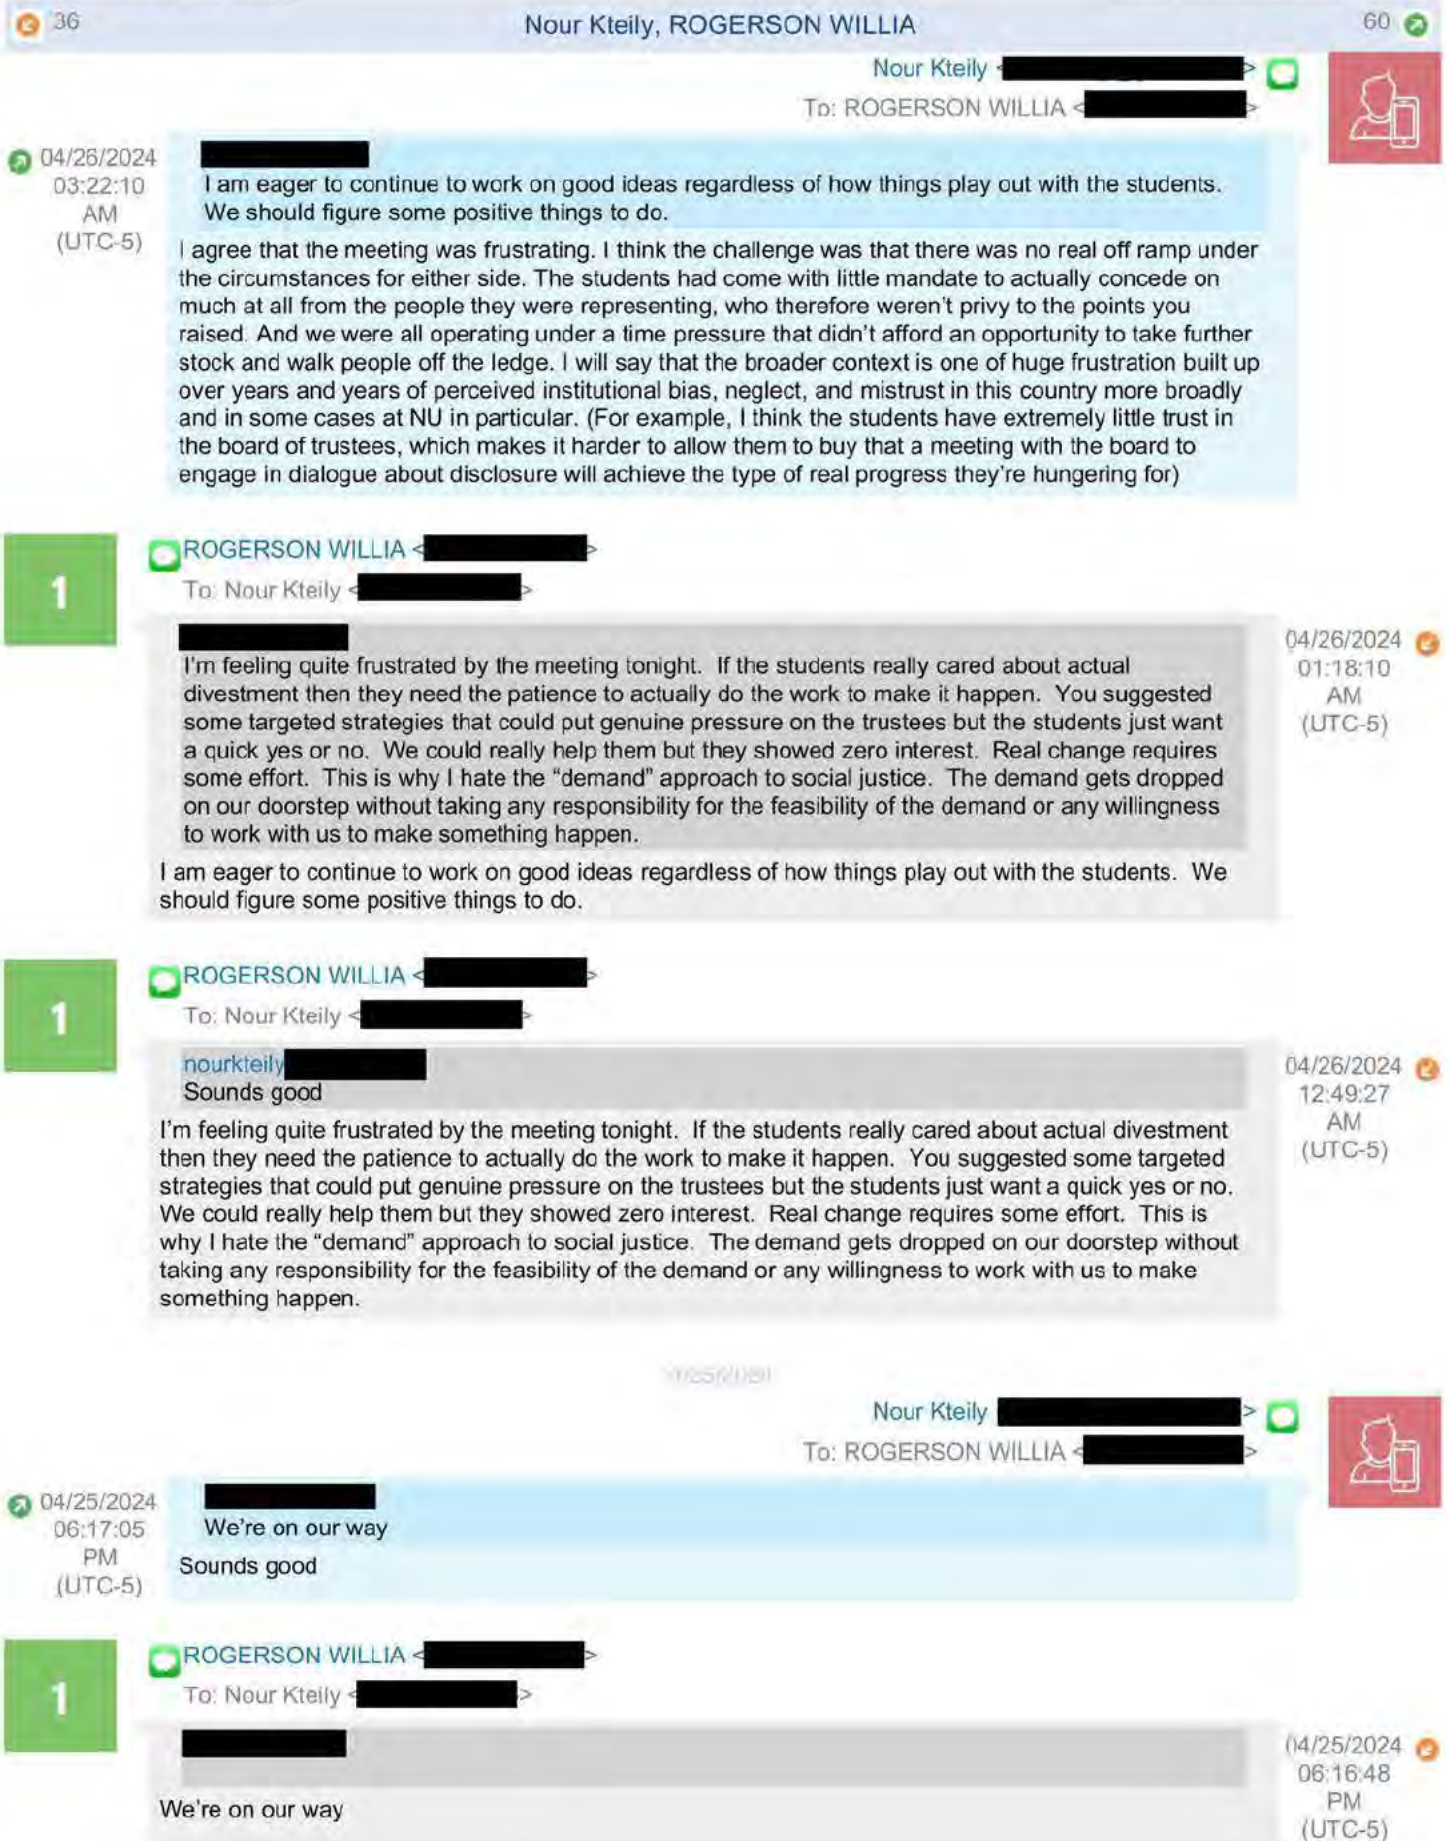 36
Nour Kteily, ROGERSON WILLIA
60
Nour Kteily < >
To: ROGERSON WILLIA < >
04/26/2024
03:22:10
AM
(UTC-5)
I am eager to continue to work on good ideas regardless of how things play out with the students.
We should figure some positive things to do.
I agree that the meeting was frustrating. I think the challenge was that there was no real off ramp under
the circumstances for either side. The students had come with little mandate to actually concede on
much at all from the people they were representing, who therefore weren't privy to the points you
raised. And we were all operating under a time pressure that didn't afford an opportunity to take further
stock and walk people off the ledge. I will say that the broader context is one of huge frustration built up
over years and years of perceived institutional bias, neglect, and mistrust in this country more broadly
and in some cases at NU in particular. (For example, I think the students have extremely little trust in
the board of trustees, which makes it harder to allow them to buy that a meeting with the board to
engage in dialogue about disclosure will achieve the type of real progress they're hungering for)
1
ROGERSON WILLIA < >
To: Nour Kteily < >
04/26/2024
01:18:10
AM
(UTC-5)
I'm feeling quite frustrated by the meeting tonight.  If the students really cared about actual
divestment then they need the patience to actually do the work to make it happen.  You suggested
some targeted strategies that could put genuine pressure on the trustees but the students just want
a quick yes or no.  We could really help them but they showed zero interest.  Real change requires
some effort.  This is why I hate the “demand” approach to social justice.  The demand gets dropped
on our doorstep without taking any responsibility for the feasibility of the demand or any willingness
to work with us to make something happen.
I am eager to continue to work on good ideas regardless of how things play out with the students.  We
should figure some positive things to do.
1
ROGERSON WILLIA < >
To: Nour Kteily < >
04/26/2024
12:49:27
AM
(UTC-5)
nourkteily
Sounds good
I'm feeling quite frustrated by the meeting tonight.  If the students really cared about actual divestment
then they need the patience to actually do the work to make it happen.  You suggested some targeted
strategies that could put genuine pressure on the trustees but the students just want a quick yes or no.
We could really help them but they showed zero interest.  Real change requires some effort.  This is
why I hate the “demand” approach to social justice.  The demand gets dropped on our doorstep without
taking any responsibility for the feasibility of the demand or any willingness to work with us to make
something happen.
Nour Kteily >
To: ROGERSON WILLIA < >
04/25/2024
06:17:05
PM
(UTC-5)
We're on our way
Sounds good
1
ROGERSON WILLIA < >
To: Nour Kteily < >
04/25/2024
06:16:48
PM
(UTC-5)
We're on our way